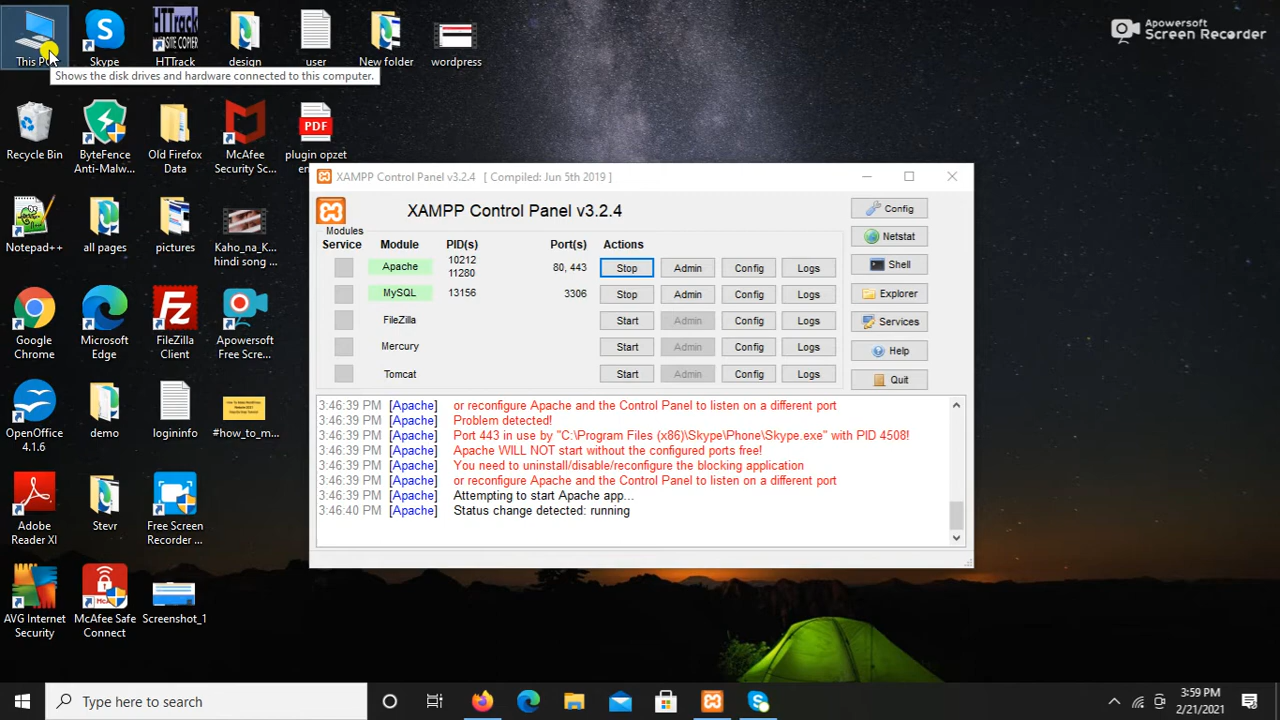 Apowersoft
Screen Recorder
This PC
Skype
HTTrack
design
user
New folder
wordpress
Shows the disk drives and hardware connected to this computer.
Recycle Bin
ByteFence
Anti-Malw...
Old Firefox
Data
McAfee
Security Sc...
PDF
plugin opzet
Notepad++
all pages
pictures
Kaho_na_K...
hindi song ...
Google
Chrome
Microsoft
Edge
FileZilla
Client
Apowersoft
Free Scre...
OpenOffice
4.1.6
demo
logininfo
#how_to_m...
Adobe
Reader XI
Stevr
Free Screen
Recorder ...
AVG Internet
Security
McAfee Safe
Connect
Screenshot_1
XAMPP Control Panel v3.2.4 [ Compiled: Jun 5th 2019 ]
XAMPP Control Panel v3.2.4
Config
Modules
Service Module PID(s) Port(s) Actions
Netstat
Apache 10212 11280 80, 443 Stop Admin Config Logs
Shell
MySQL 13156 3306 Stop Admin Config Logs
Explorer
FileZilla Start Admin Config Logs
Services
Mercury Start Admin Config Logs
Help
Tomcat Start Admin Config Logs
Quit
3:46:39 PM [Apache] or reconfigure Apache and the Control Panel to listen on a different port
3:46:39 PM [Apache] Problem detected!
3:46:39 PM [Apache] Port 443 in use by "C:\Program Files (x86)\Skype\Phone\Skype.exe" with PID 4508!
3:46:39 PM [Apache] Apache WILL NOT start without the configured ports free!
3:46:39 PM [Apache] You need to uninstall/disable/reconfigure the blocking application
3:46:39 PM [Apache] or reconfigure Apache and the Control Panel to listen on a different port
3:46:39 PM [Apache] Attempting to start Apache app...
3:46:40 PM [Apache] Status change detected: running
Type here to search
3:59 PM
2/21/2021